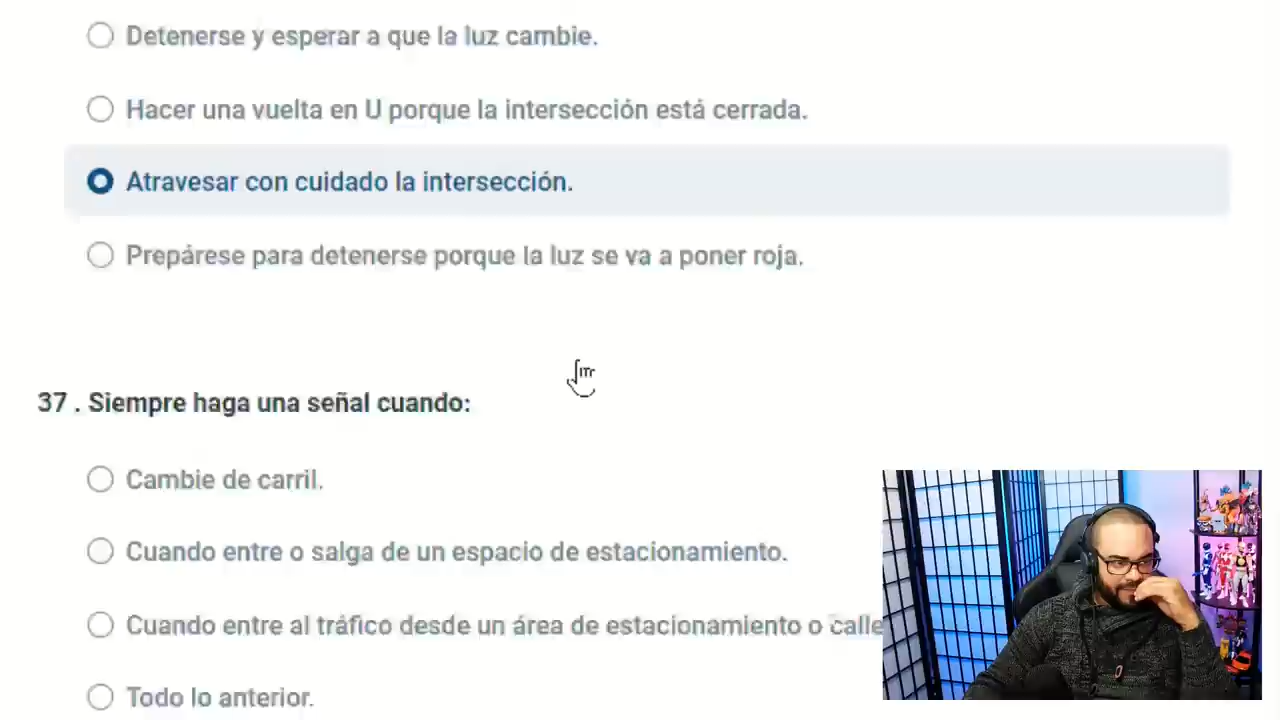 Detenerse y esperar a que la luz cambie.
Hacer una vuelta en U porque la intersección está cerrada.
Atravesar con cuidado la intersección.
Prepárese para detenerse porque la luz se va a poner roja.
37 . Siempre haga una señal cuando:
Cambie de carril.
Cuando entre o salga de un espacio de estacionamiento.
Cuando entre al tráfico desde un área de estacionamiento o calle
Todo lo anterior.